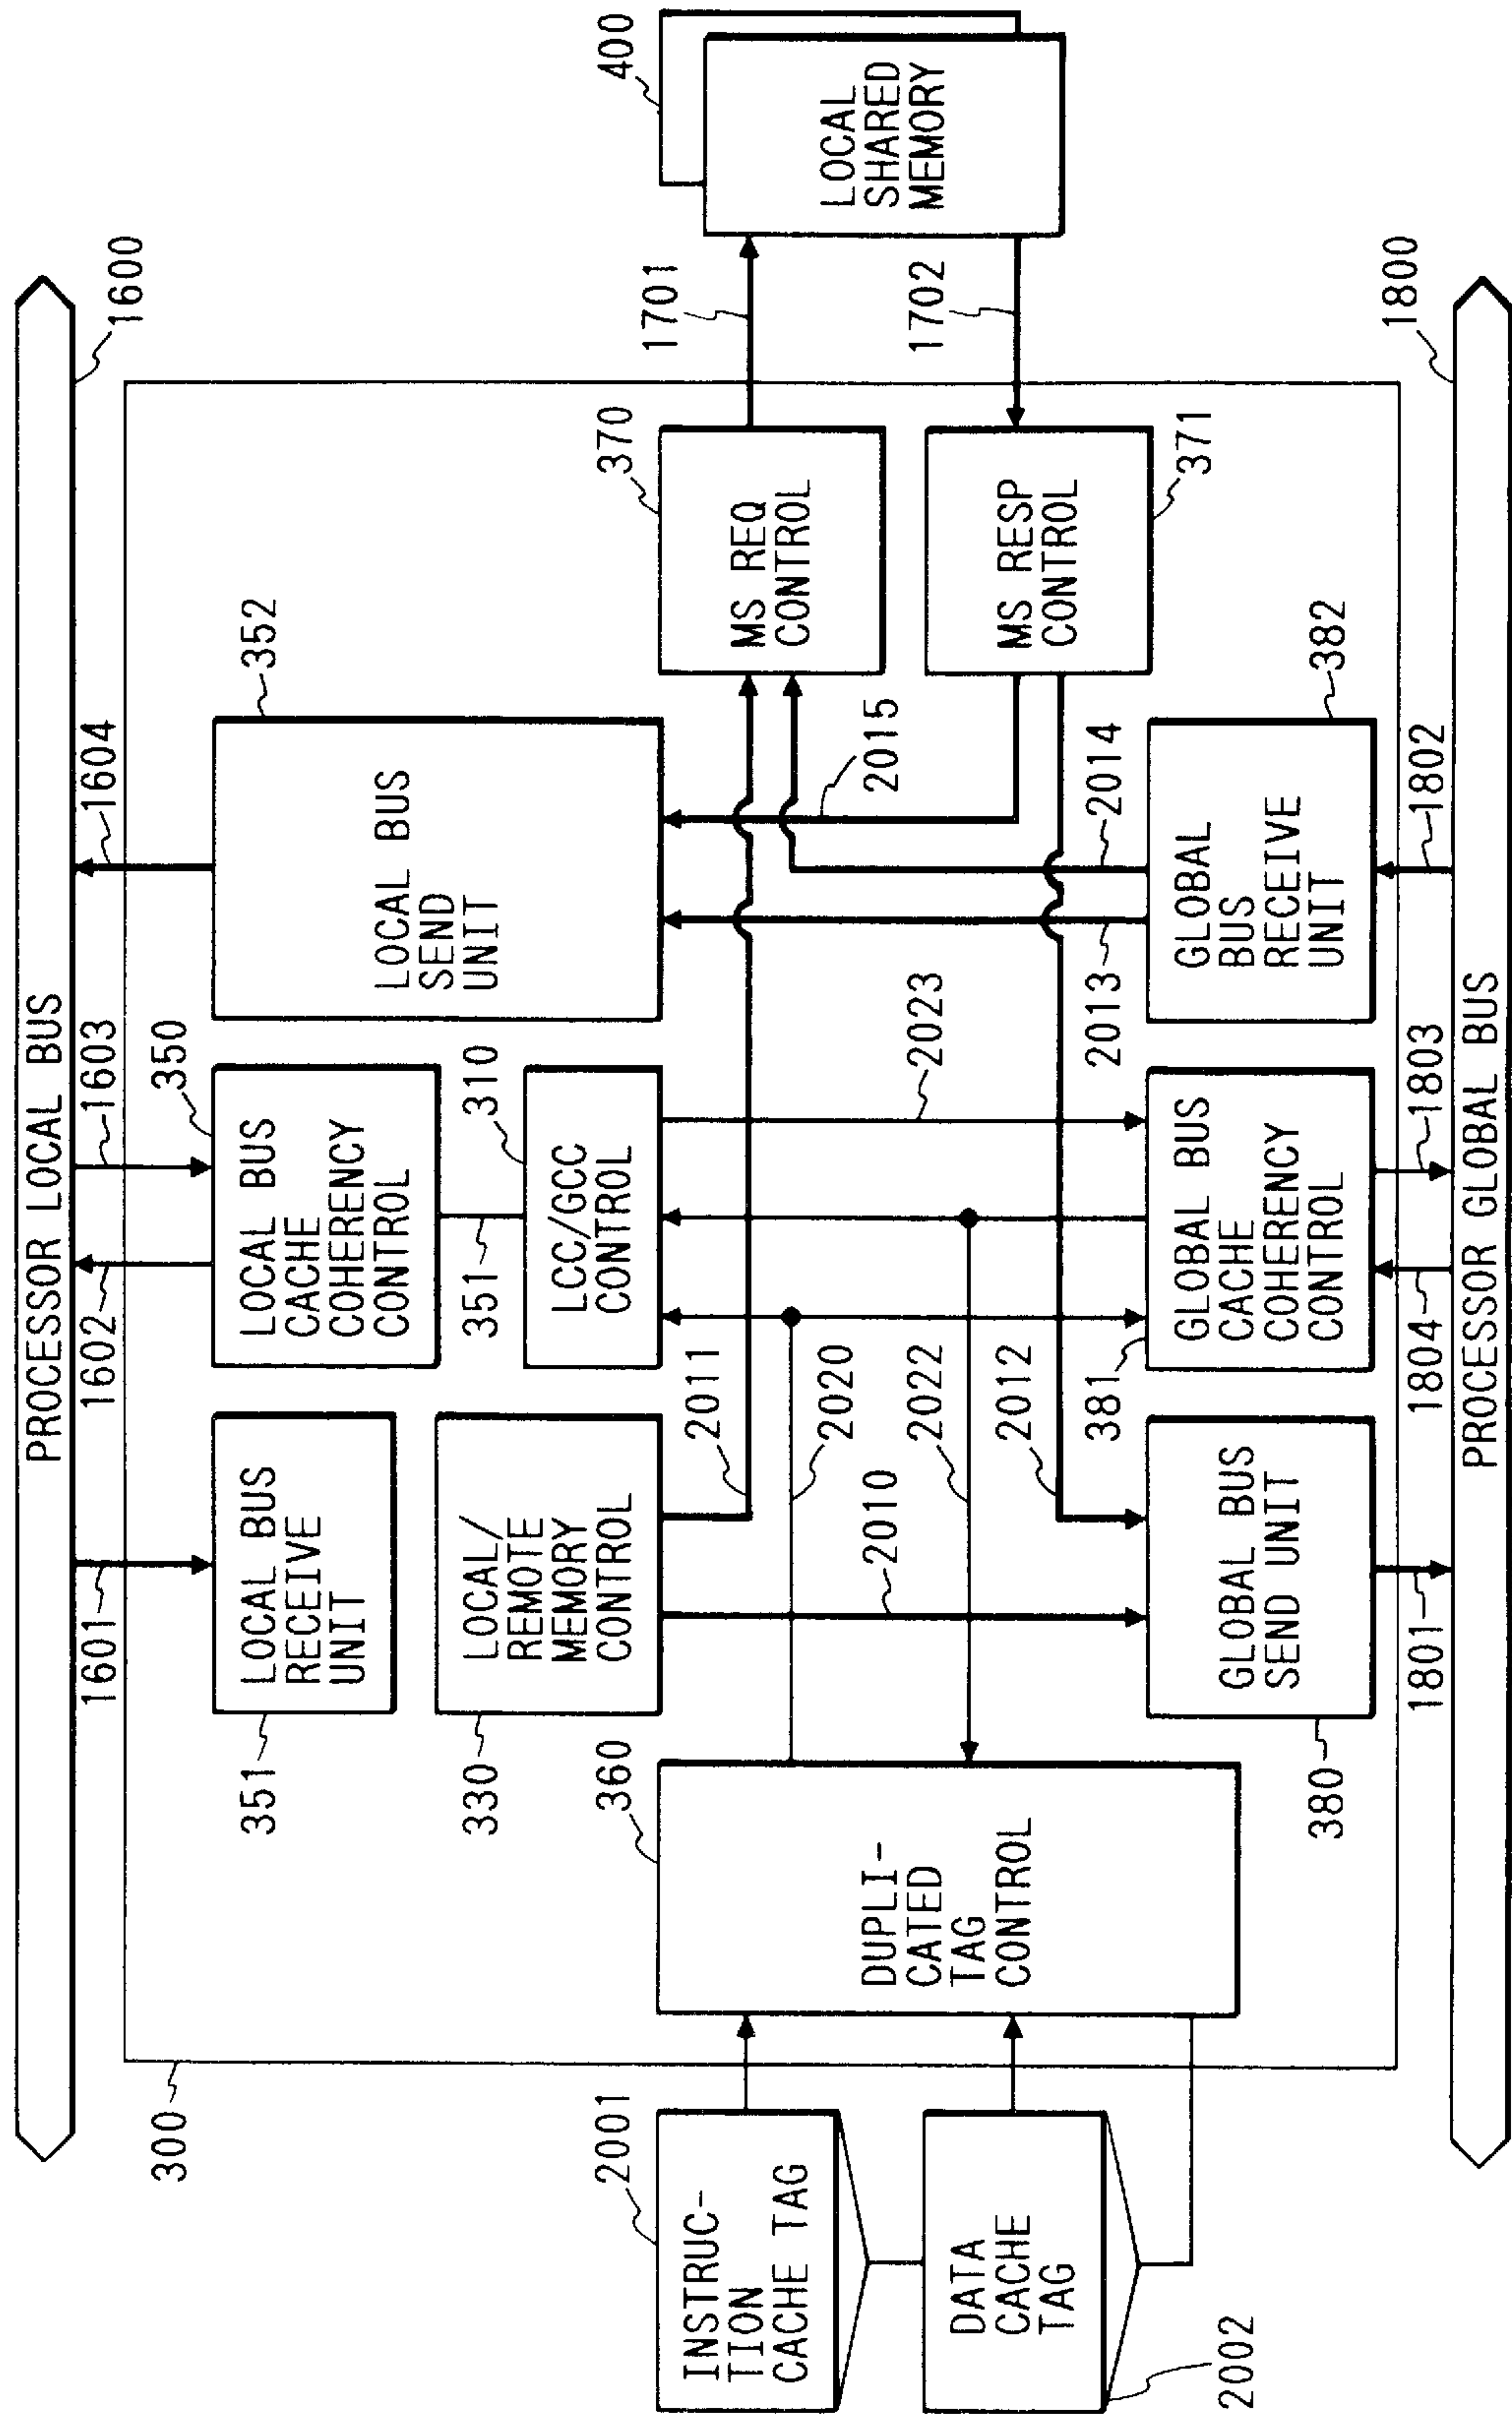 PROCESSOR LOCAL BUS
1600
1601
1602
1603
1604
300
351
LOCAL BUS
RECEIVE
UNIT
350
LOCAL BUS
CACHE
COHERENCY
CONTROL
352
LOCAL BUS
SEND
UNIT
330
LOCAL/
REMOTE
MEMORY
CONTROL
351
310
LCC/GCC
CONTROL
370
MS REQ
CONTROL
1701
400
LOCAL
SHARED
MEMORY
2001
INSTRUC-
TION
CACHE TAG
360
DUPLI-
CATED
TAG
CONTROL
2011
2020
2010
2022
2012
2023
2015
2014
2013
1702
MS RESP
CONTROL
371
DATA
CACHE
TAG
2002
380
GLOBAL BUS
SEND UNIT
381
GLOBAL BUS
CACHE
COHERENCY
CONTROL
GLOBAL
BUS
RECEIVE
UNIT
382
1801
1804
1803
1802
1800
PROCESSOR GLOBAL BUS